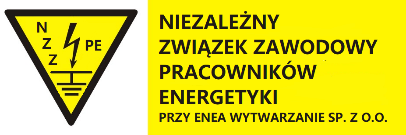 N
Z
Z
PE
NIEZALEŻNY
ZWIĄZEK ZAWODOWY
PRACOWNIKÓW
ENERGETYKI
PRZY ENEA WYTWARZANIE SP. Z O.O.